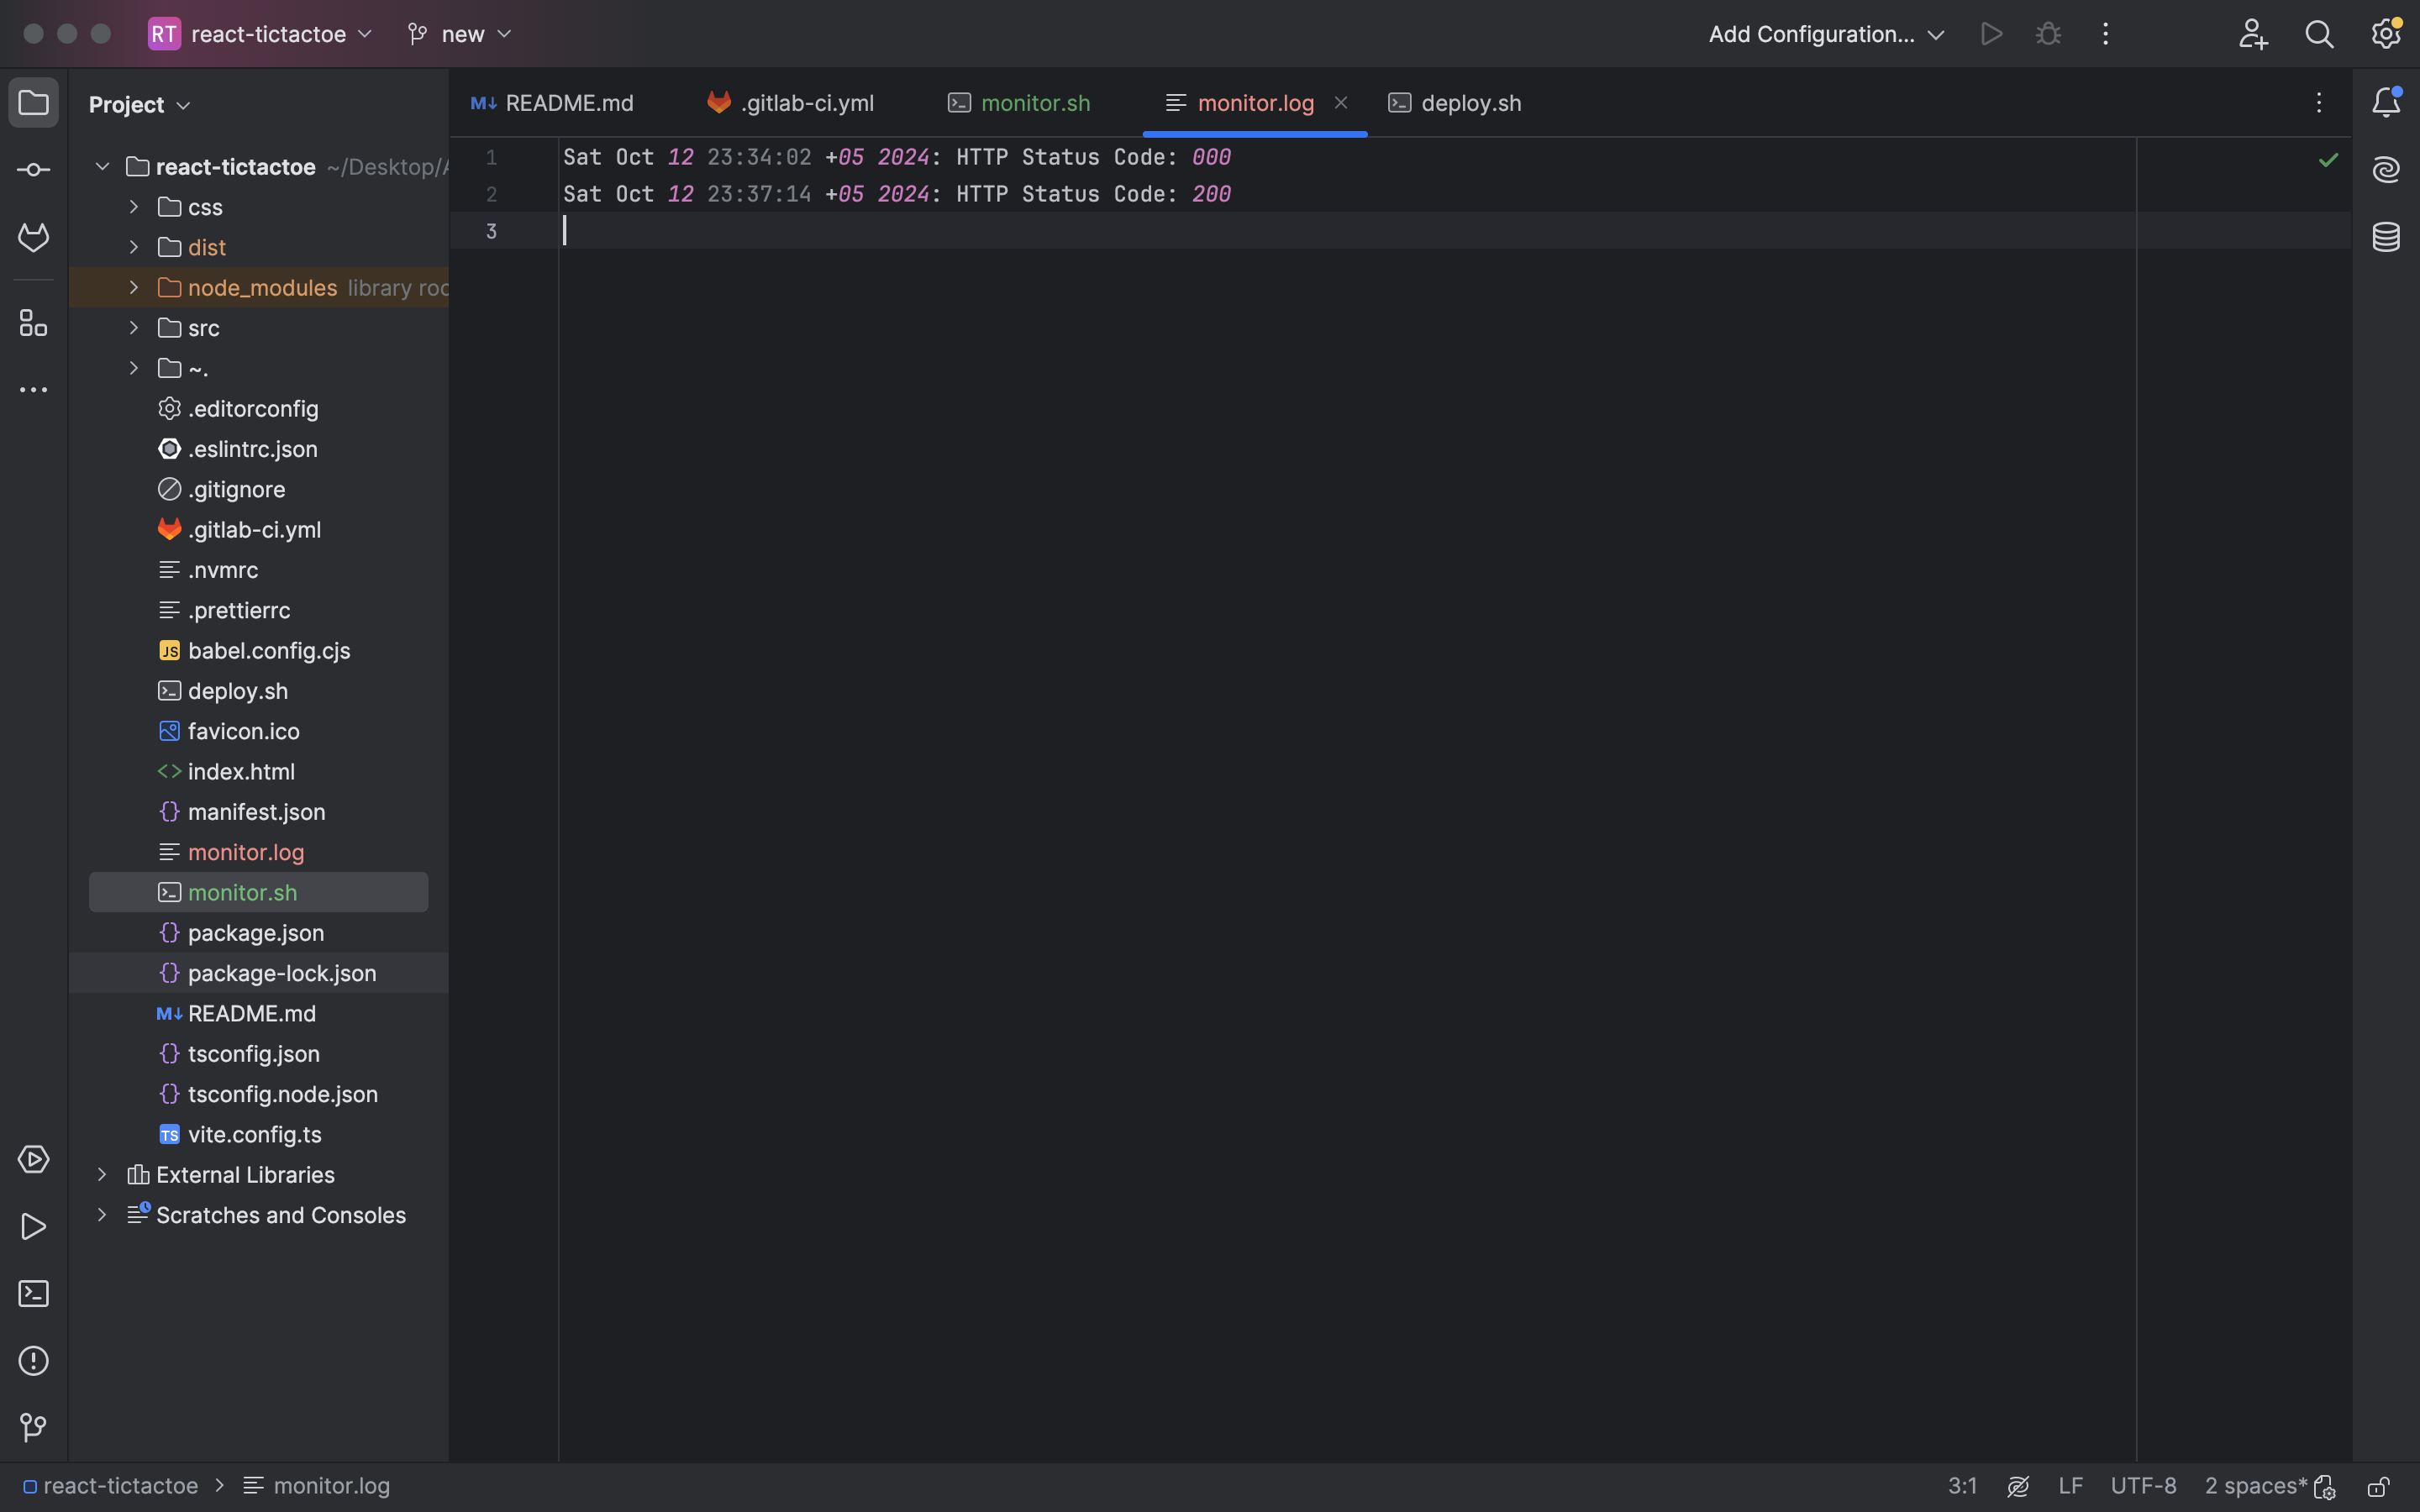 RT react-tictactoe new Add Configuration...
Project
README.md .gitlab-ci.yml monitor.sh monitor.log deploy.sh
react-tictactoe ~/Desktop/
css
dist
node_modules library
src
~.
.editorconfig
.eslintrc.json
.gitignore
.gitlab-ci.yml
.nvmrc
.prettierrc
babel.config.cjs
deploy.sh
favicon.ico
index.html
manifest.json
monitor.log
monitor.sh
package.json
package-lock.json
README.md
tsconfig.json
tsconfig.node.json
vite.config.ts
External Libraries
Scratches and Consoles
1 Sat Oct 12 23:34:02 +05 2024: HTTP Status Code: 000
2 Sat Oct 12 23:37:14 +05 2024: HTTP Status Code: 200
3
react-tictactoe > monitor.log 3:1 LF UTF-8 2 spaces*